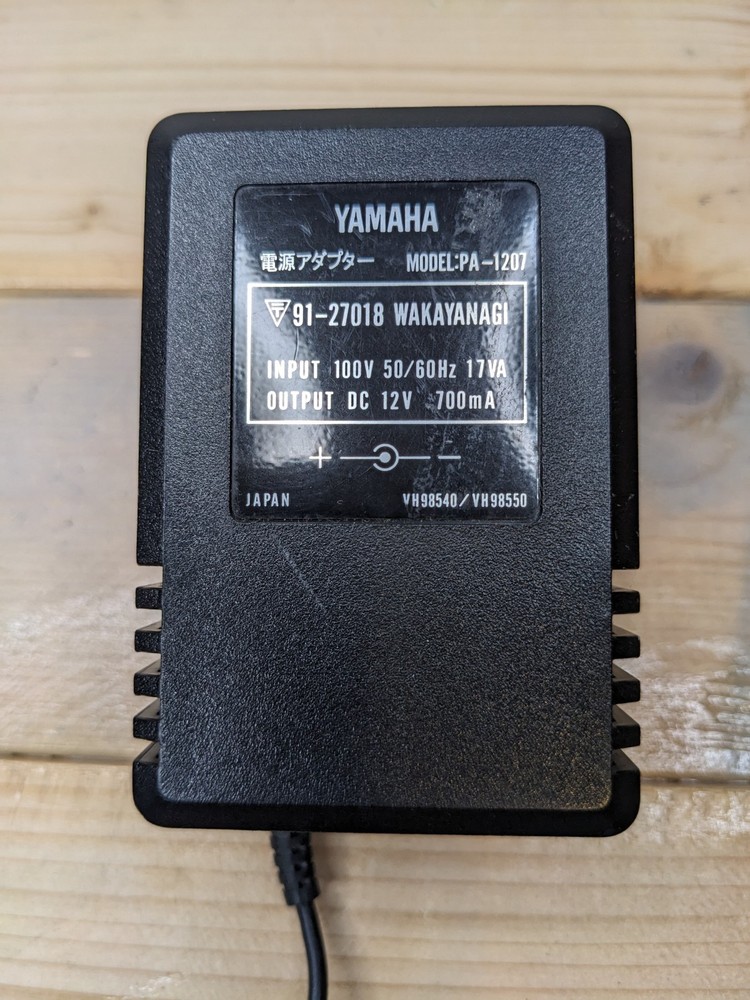 YAMAHA
電源アダプター MODEL:PA-1207
〒91-27018 WAKAYANAGI
INPUT 100V 50/60Hz 17VA
OUTPUT DC 12V 700mA
+ −
JAPAN VH98540/VH98550